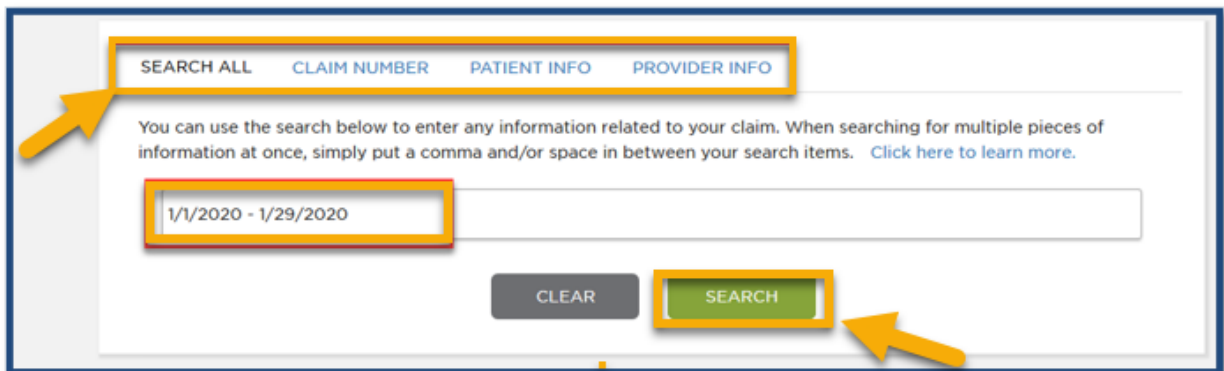 SEARCH ALL CLAIM NUMBER PATIENT INFO PROVIDER INFO
You can use the search below to enter any information related to your claim. When searching for multiple pieces of
information at once, simply put a comma and/or space in between your search items. Click here to learn more.
1/1/2020 - 1/29/2020
CLEAR SEARCH